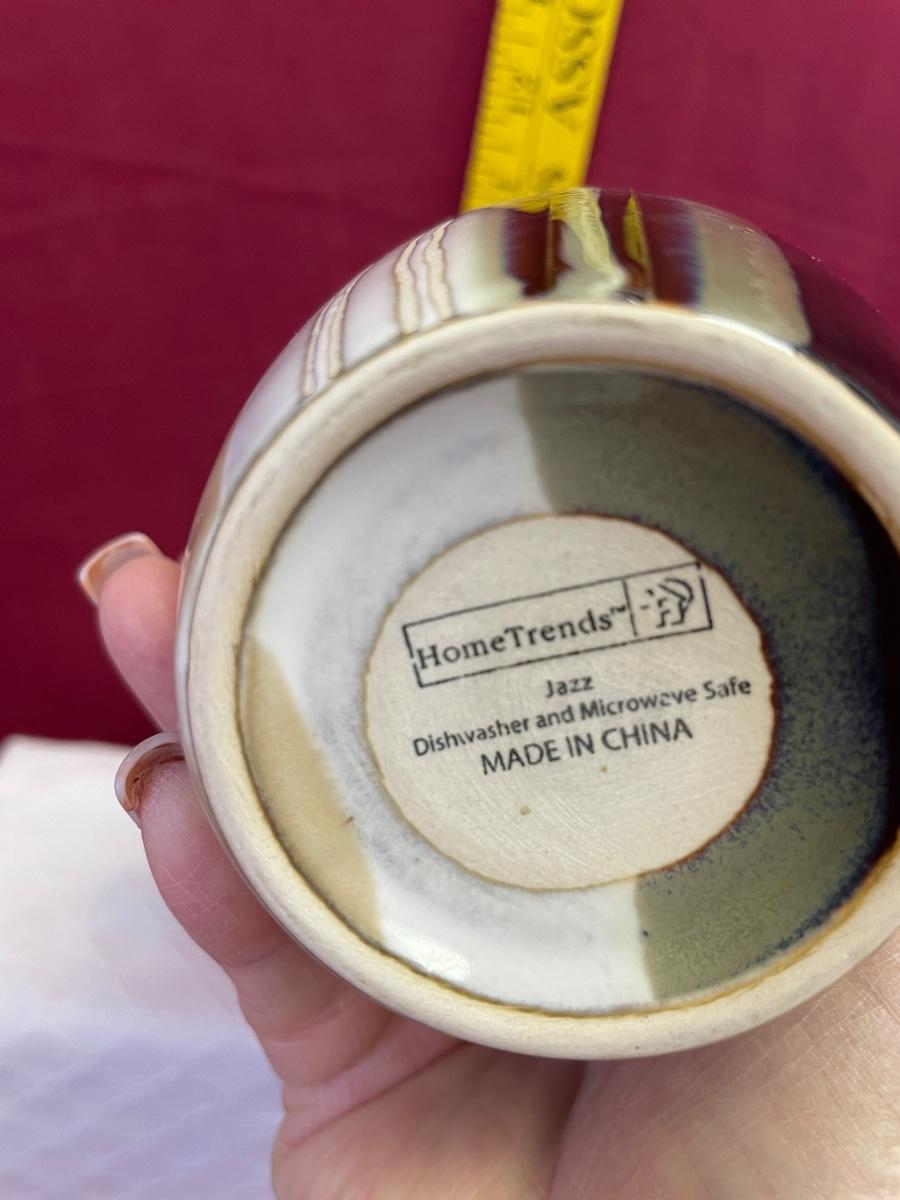 HomeTrends™
Jazz
Dishwasher and Microwave Safe
MADE IN CHINA